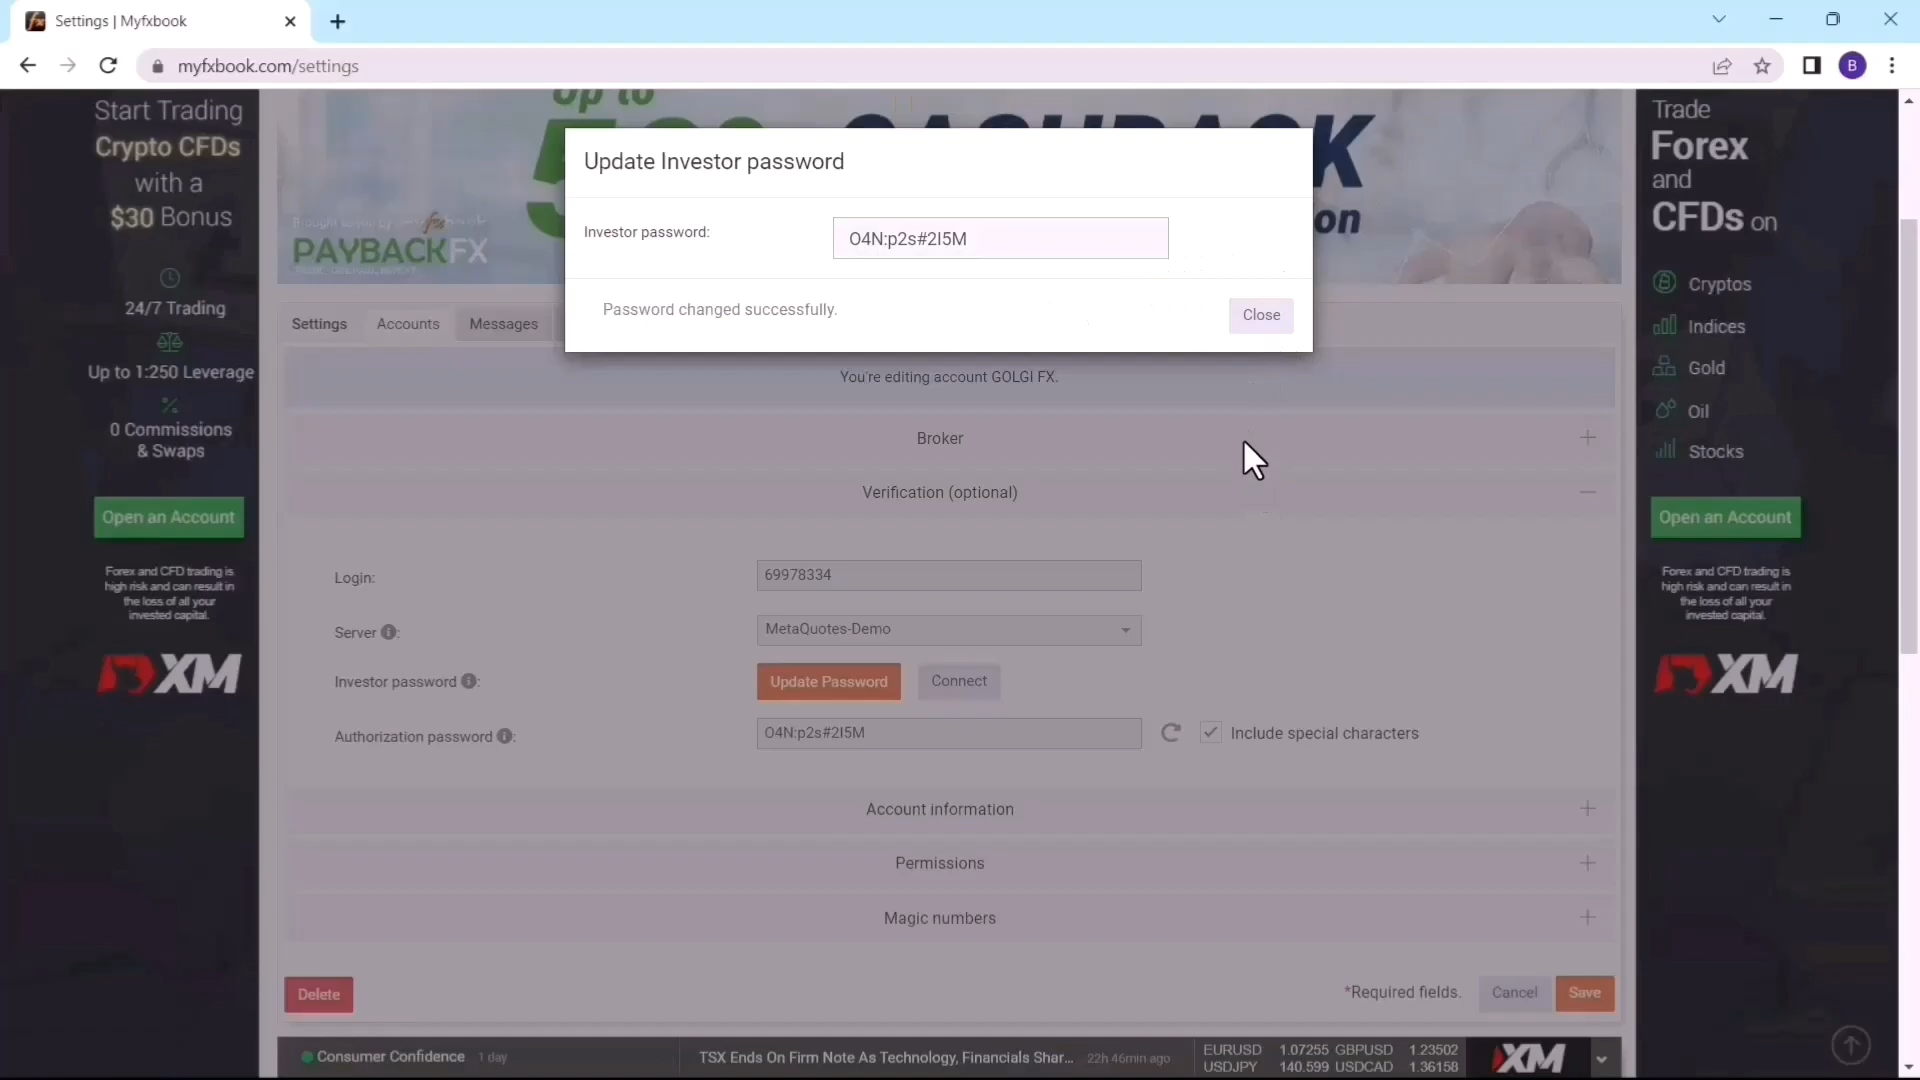 Settings | Myfxbook
myfxbook.com/settings
B
Start Trading
Crypto CFDs
with a
$30 Bonus
24/7 Trading
Up to 1:250 Leverage
0 Commissions
& Swaps
Open an Account
Forex and CFD trading is
high risk and can result in
the loss of all your
invested capital.
XM
Up to
CASHBACK
on
PAYBACKFX
Update Investor password
Investor password:
O4N:p2s#2I5M
Password changed successfully.
Close
Settings
Accounts
Messages
You're editing account GOLGI FX.
Broker
Verification (optional)
Login:
69978334
Server
:
MetaQuotes-Demo
Investor password
:
Update Password
Connect
Authorization password
:
O4N:p2s#2I5M
Include special characters
Account information
Permissions
Magic numbers
Delete
*Required fields.
Cancel
Save
Consumer Confidence 1 day
TSX Ends On Firm Note As Technology, Financials Shar... 22h 46min ago
EURUSD 1.07255 GBPUSD 1.23502
USDJPY 140.599 USDCAD 1.36158
XM
Trade
Forex
and
CFDs on
Cryptos
Indices
Gold
Oil
Stocks
Open an Account
Forex and CFD trading is
high risk and can result in
the loss of all your
invested capital.
XM